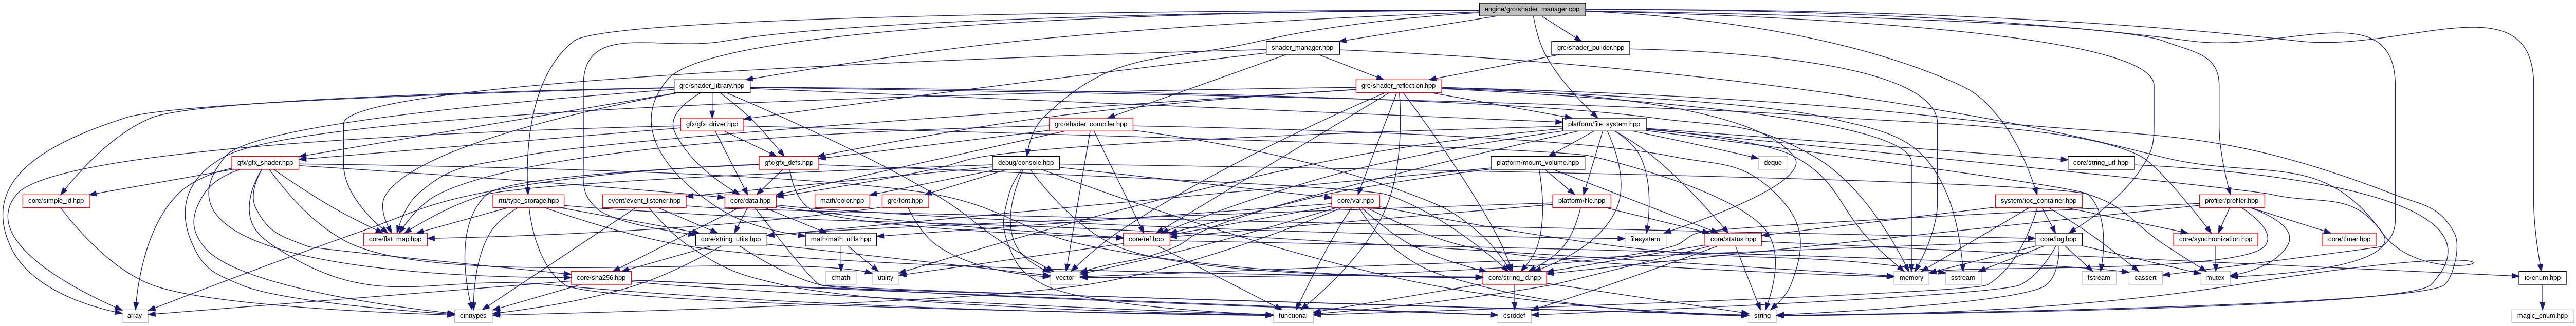 engine/grc/shader_manager.cpp
shader_manager.hpp
grc/shader_builder.hpp
grc/shader_library.hpp
grc/shader_reflection.hpp
gfx/gfx_driver.hpp
grc/shader_compiler.hpp
platform/file_system.hpp
gfx/gfx_shader.hpp
gfx/gfx_defs.hpp
debug/console.hpp
platform/mount_volume.hpp
deque
core/string_utf.hpp
core/simple_id.hpp
rtti/type_storage.hpp
event/event_listener.hpp
core/data.hpp
math/color.hpp
grc/font.hpp
core/var.hpp
platform/file.hpp
system/ioc_container.hpp
profiler/profiler.hpp
core/flat_map.hpp
core/string_utils.hpp
math/math_utils.hpp
core/ref.hpp
filesystem
core/status.hpp
core/log.hpp
core/synchronization.hpp
core/timer.hpp
core/sha256.hpp
cmath
utility
vector
core/string_id.hpp
memory
sstream
fstream
cassert
mutex
io/enum.hpp
array
cinttypes
functional
cstddef
string
magic_enum.hpp